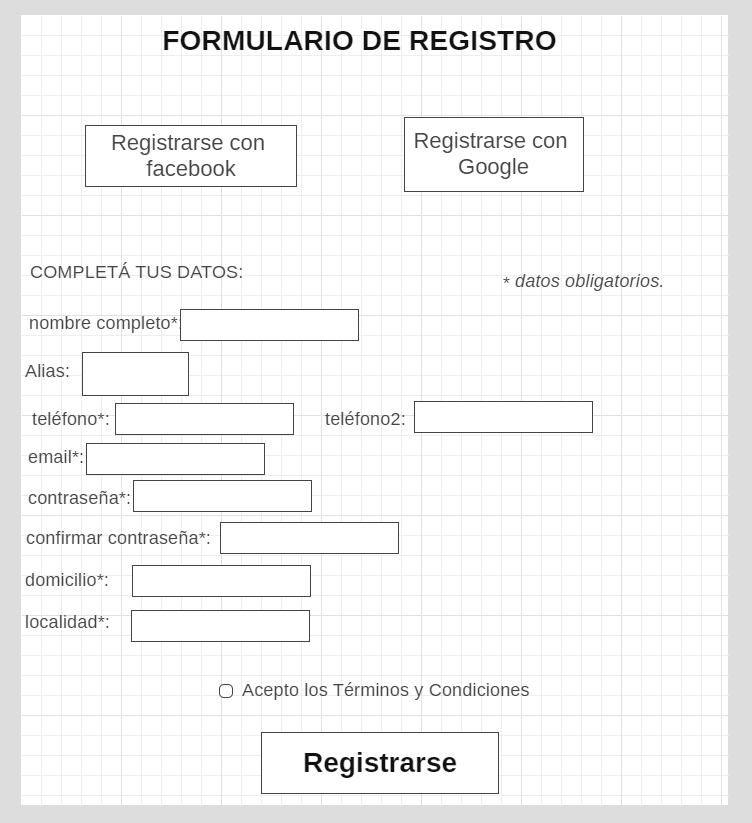 FORMULARIO DE REGISTRO
Registrarse con
facebook
Registrarse con
Google
COMPLETÁ TUS DATOS:
* datos obligatorios.
nombre completo*
Alias:
teléfono*:
teléfono2:
email*:
contraseña*:
confirmar contraseña*:
domicilio*:
localidad*:
Acepto los Términos y Condiciones
Registrarse